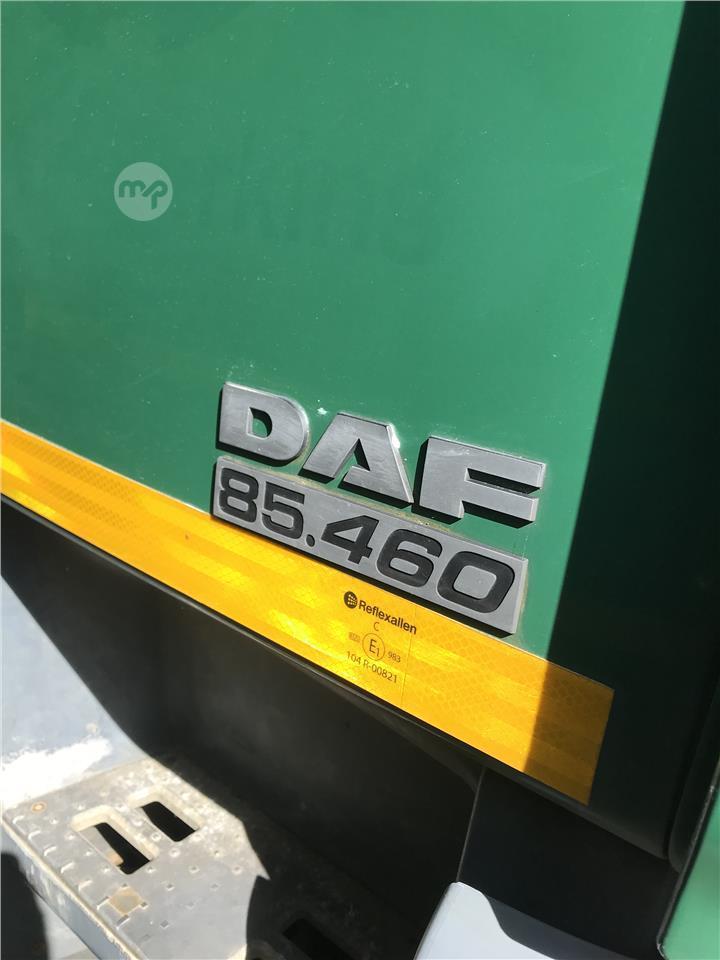 mp
DAF
85.460
Reflexallen
C
E1 983
104 R-00821